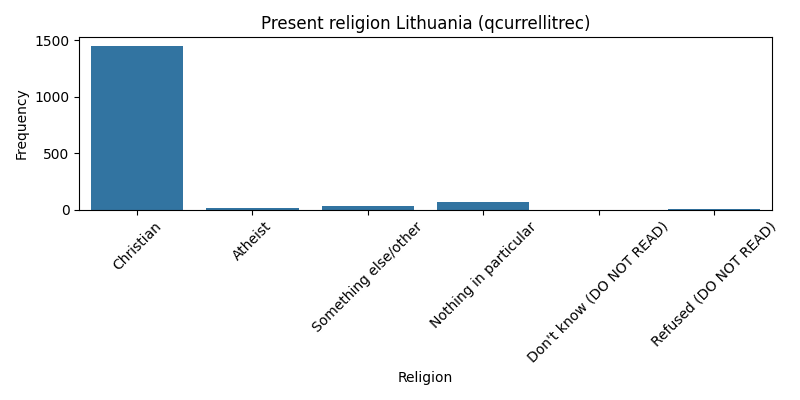 Present religion Lithuania (qcurrellitrec)
1500
1000
500
0
Frequency
Christian
Atheist
Something else/other
Nothing in particular
Don't know (DO NOT READ)
Refused (DO NOT READ)
Religion